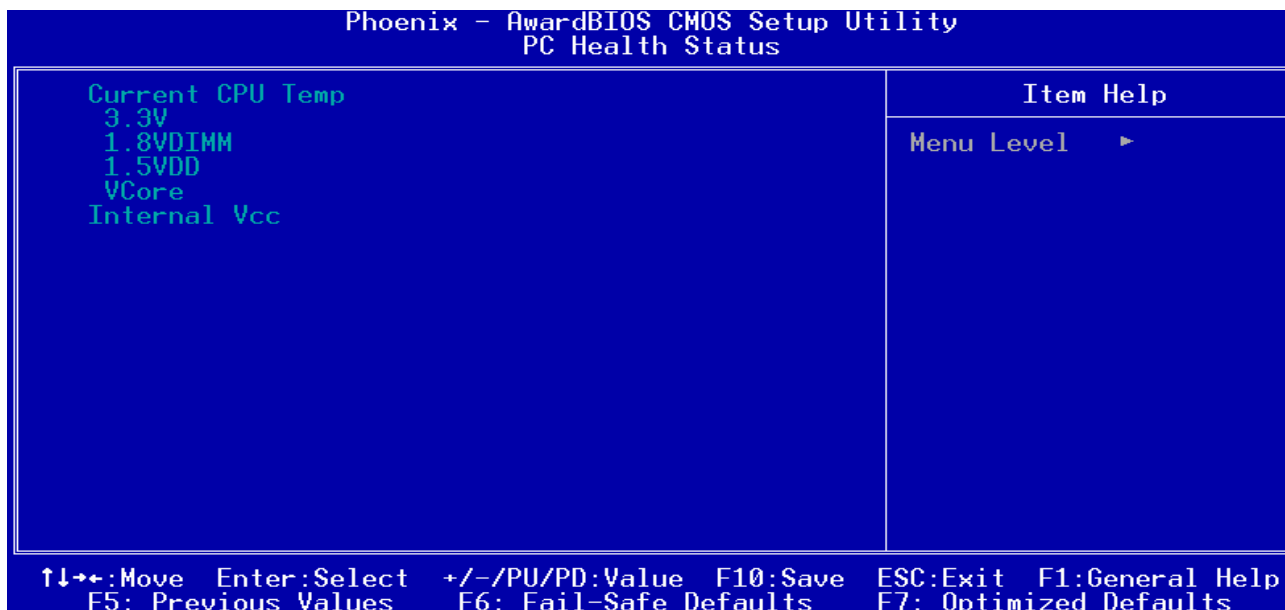 Phoenix - AwardBIOS CMOS Setup Utility
PC Health Status
Current CPU Temp
3.3V
1.8VDIMM
1.5VDD
VCore
Internal Vcc
Item Help
Menu Level ►
↑↓→←:Move Enter:Select +/-/PU/PD:Value F10:Save ESC:Exit F1:General Help
F5: Previous Values F6: Fail-Safe Defaults F7: Optimized Defaults